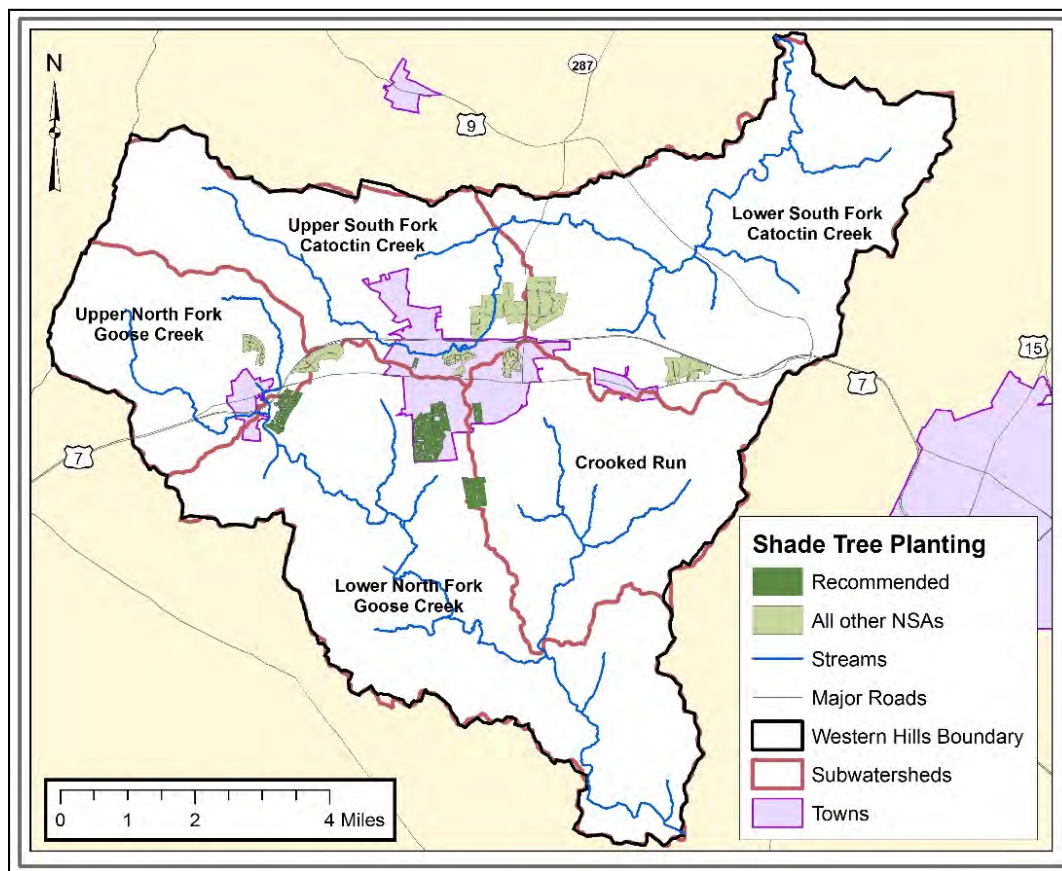 N
287
9
Upper South Fork
Catoctin Creek
Lower South Fork
Catoctin Creek
Upper North Fork
Goose Creek
15
7
7
Crooked Run
Lower North Fork
Goose Creek
Shade Tree Planting
Recommended
All other NSAs
Streams
Major Roads
Western Hills Boundary
Subwatersheds
Towns
0 1 2 4 Miles